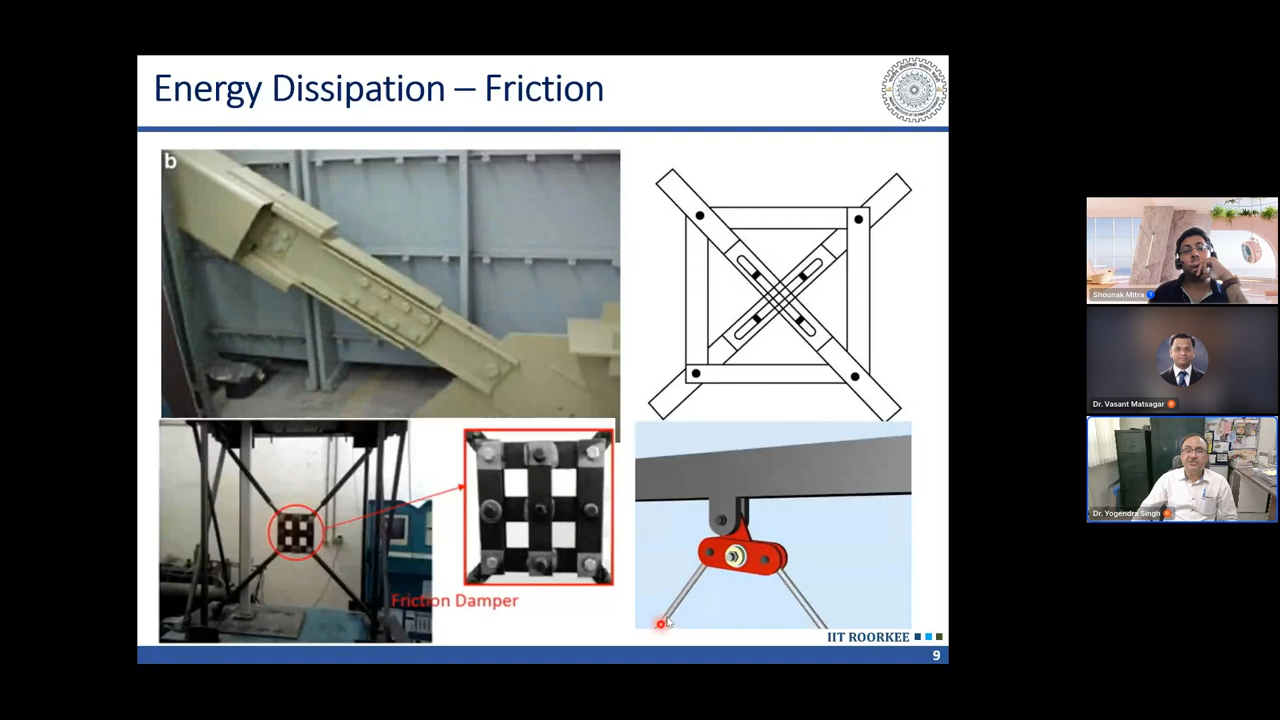 Energy Dissipation – Friction
b
Friction Damper
IIT ROORKEE
9
Shounak Mitra
Dr. Vasant Matsagar
Dr. Yogendra Singh